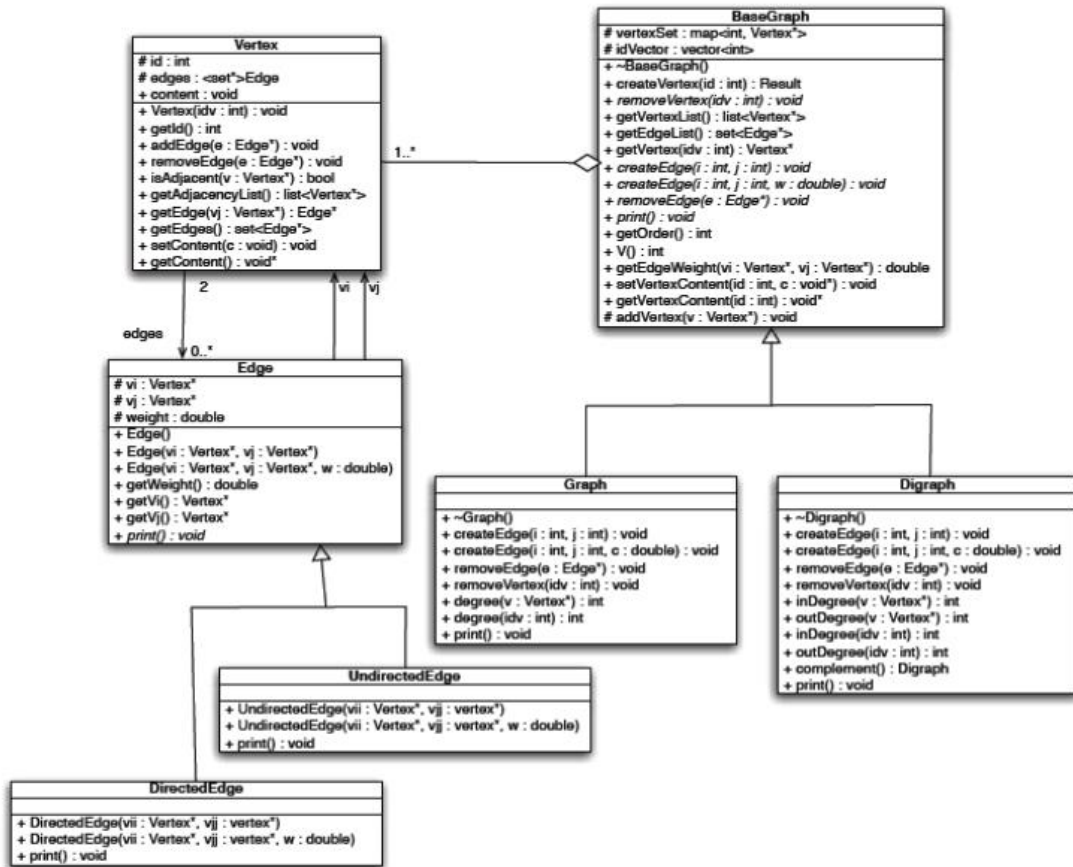 BaseGraph
# vertexSet : map<int, Vertex*>
# idVector : vector<int>
+ ~BaseGraph()
+ createVertex(id : int) : Result
+ removeVertex(idv : int) : void
+ getVertexList() : list<Vertex*>
+ getEdgeList() : set<Edge*>
+ getVertex(idv : int) : Vertex*
+ createEdge(i : int, j : int) : void
+ createEdge(i : int, j : int, w : double) : void
+ removeEdge(e : Edge*) : void
+ print() : void
+ getOrder() : int
+ V() : int
+ getEdgeWeight(vi : Vertex*, vj : Vertex*) : double
+ setVertexContent(id : int, c : void*) : void
+ getVertexContent(id : int) : void*
# addVertex(v : Vertex*) : void
Vertex
# id : int
# edges : <set*>Edge
+ content : void
+ Vertex(idv : int) : void
+ getId() : int
+ addEdge(e : Edge*) : void
+ removeEdge(e : Edge*) : void
+ isAdjacent(v : Vertex*) : bool
+ getAdjacencyList() : list<Vertex*>
+ getEdge(vj : Vertex*) : Edge*
+ getEdges() : set<Edge*>
+ setContent(c : void) : void
+ getContent() : void*
1..*
2
vi
vj
edges
0..*
Edge
# vi : Vertex*
# vj : Vertex*
# weight : double
+ Edge()
+ Edge(vi : Vertex*, vj : Vertex*)
+ Edge(vi : Vertex*, vj : Vertex*, w : double)
+ getWeight() : double
+ getVi() : Vertex*
+ getVj() : Vertex*
+ print() : void
Graph
+ ~Graph()
+ createEdge(i : int, j : int) : void
+ createEdge(i : int, j : int, c : double) : void
+ removeEdge(e : Edge*) : void
+ removeVertex(idv : int) : void
+ degree(v : Vertex*) : int
+ degree(idv : int) : int
+ print() : void
Digraph
+ ~Digraph()
+ createEdge(i : int, j : int) : void
+ createEdge(i : int, j : int, c : double) : void
+ removeEdge(e : Edge*) : void
+ removeVertex(idv : int) : void
+ inDegree(v : Vertex*) : int
+ outDegree(v : Vertex*) : int
+ inDegree(idv : int) : int
+ outDegree(idv : int) : int
+ complement() : Digraph
+ print() : void
UndirectedEdge
+ UndirectedEdge(vii : Vertex*, vjj : vertex*)
+ UndirectedEdge(vii : Vertex*, vjj : vertex*, w : double)
+ print() : void
DirectedEdge
+ DirectedEdge(vii : Vertex*, vjj : vertex*)
+ DirectedEdge(vii : Vertex*, vjj : vertex*, w : double)
+ print() : void